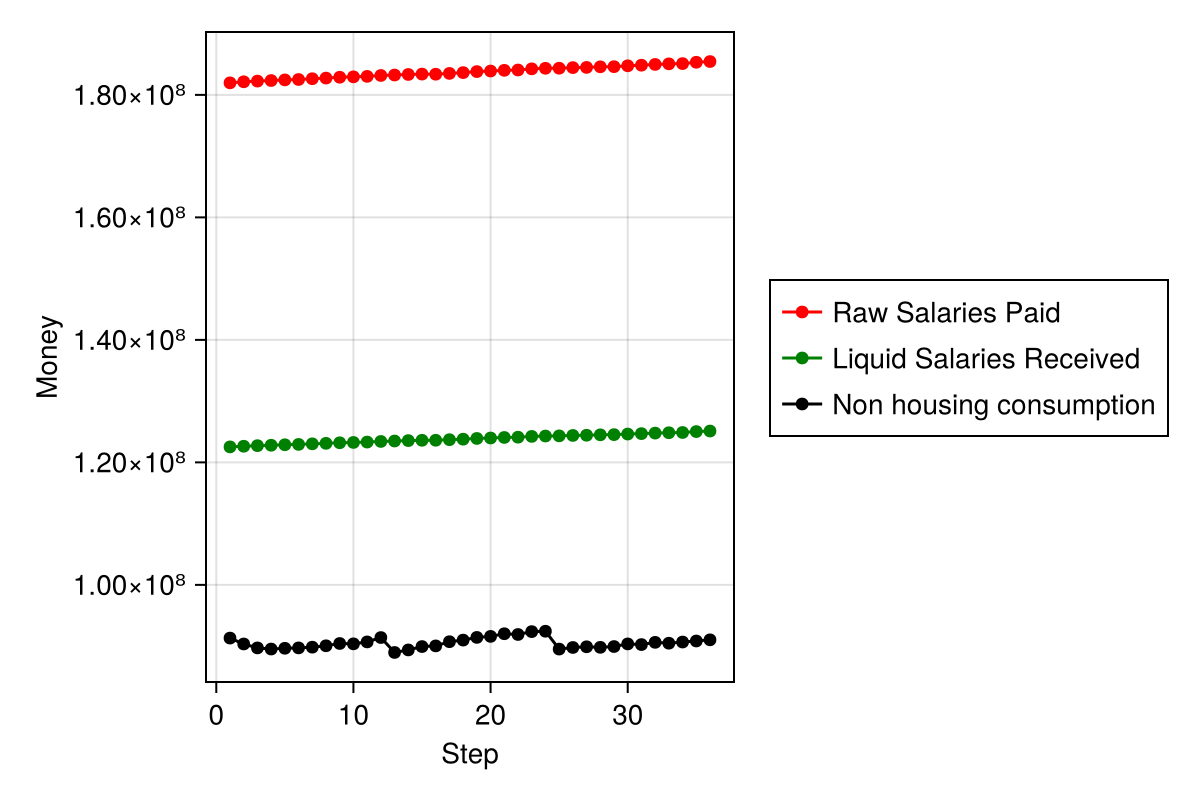 1.80×10⁸
1.60×10⁸
1.40×10⁸
1.20×10⁸
1.00×10⁸
Money
0 10 20 30
Step
Raw Salaries Paid
Liquid Salaries Received
Non housing consumption